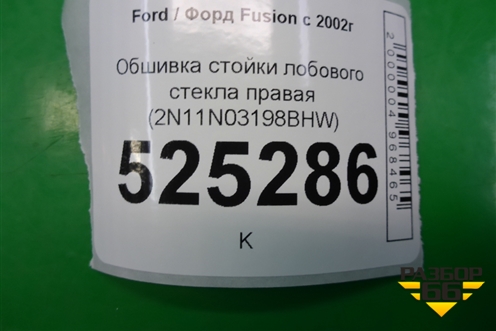 Ford / Форд Fusion с 2002г
Обшивка стойки лобового
стекла правая
(2N11N03198BHW)
525286
К
2000004968465
РАЗБОР
66